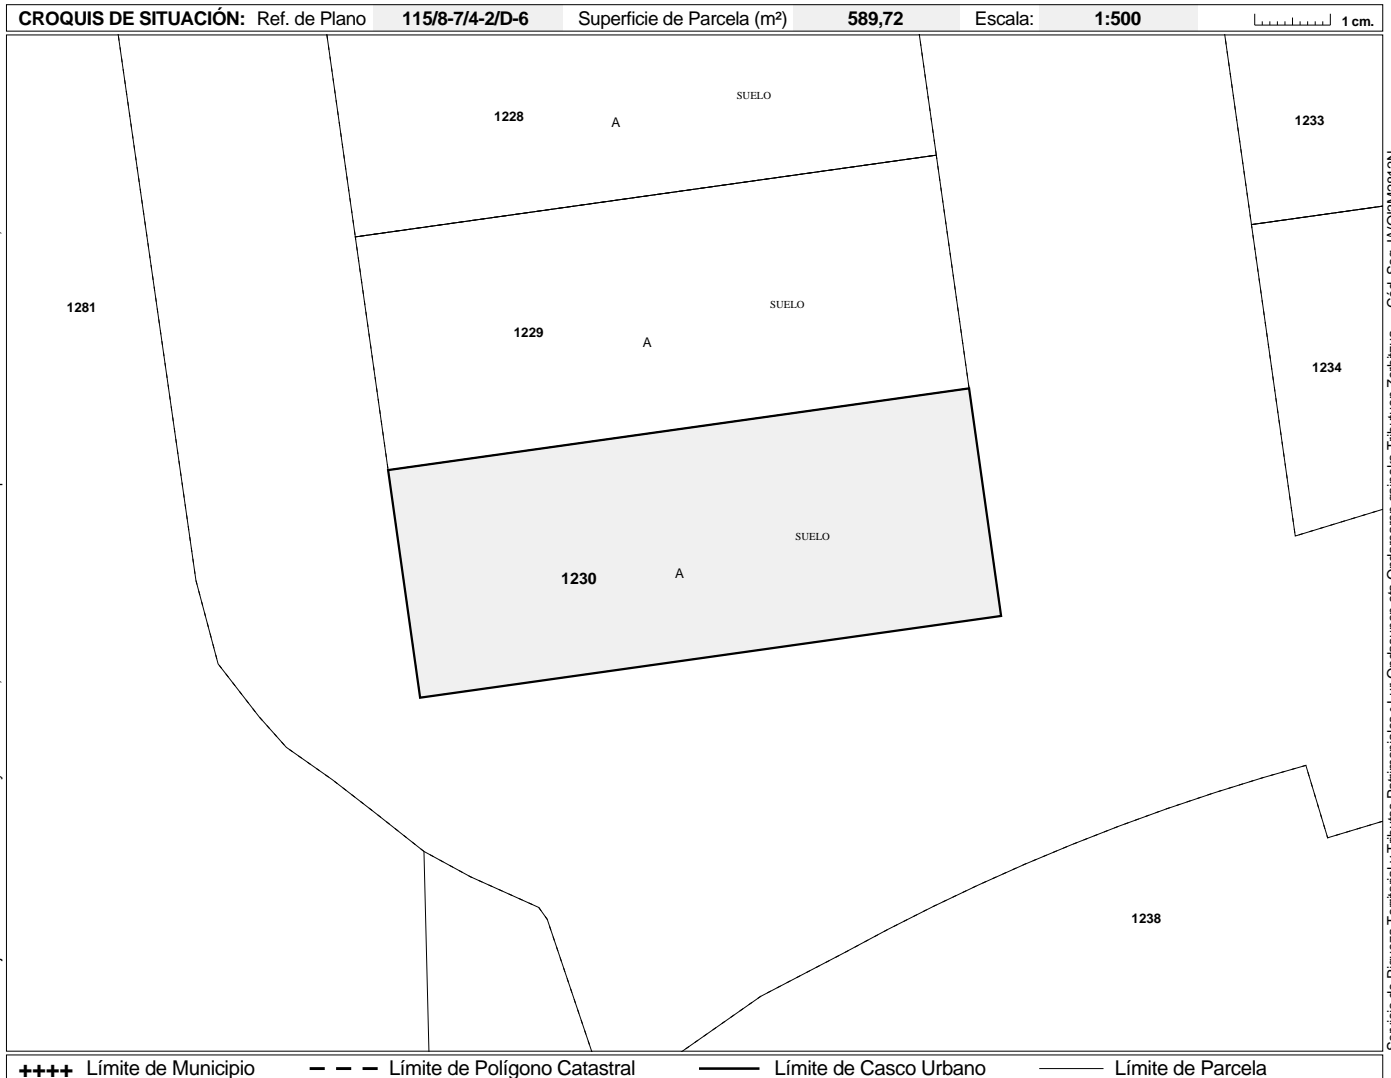 CROQUIS DE SITUACIÓN: Ref. de Plano 115/8-7/4-2/D-6 Superficie de Parcela (m²) 589,72 Escala: 1:500 1 cm.
SUELO
1228
A
1233
1281
SUELO
1229
A
1234
SUELO
1230
A
1238
++++ Límite de Municipio Límite de Polígono Catastral Límite de Casco Urbano Límite de Parcela